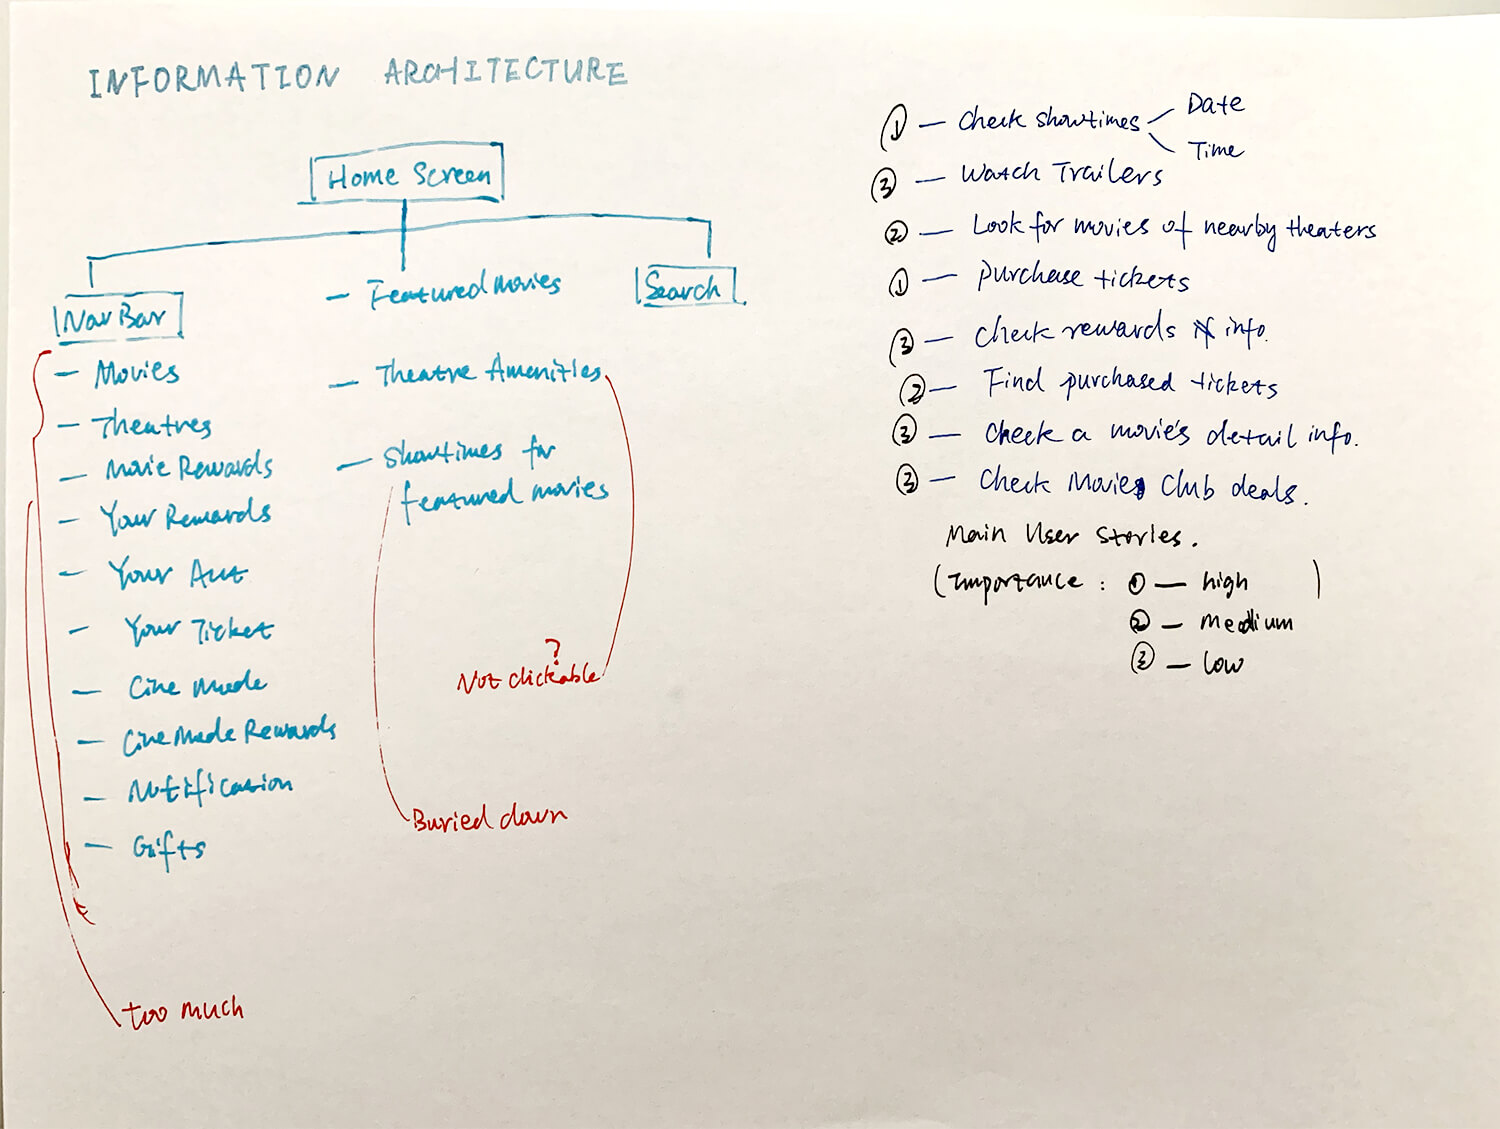 INFORMATION ARCHITECTURE
Home Screen
Nav Bar
— Movies
— Theatres
— Movie Rewards
— Your Rewards
— Your Acct
— Your Ticket
— Cine Mode
— Cine Mode Rewards
— Notification
— Gifts
too much
— Featured movies
— Theatre Amenities
— Showtimes for
featured movies
?
Not clickable
Buried down
Search
① — Check showtimes
Date
Time
③ — Watch Trailers
② — Look for movies of nearby theaters
① — purchase tickets
③ — Check rewards info.
② — Find purchased tickets
③ — Check a movie's detail info.
③ — Check Movies Club deals.
Main User Stories.
(Importance : ① — high )
② — medium
③ — low